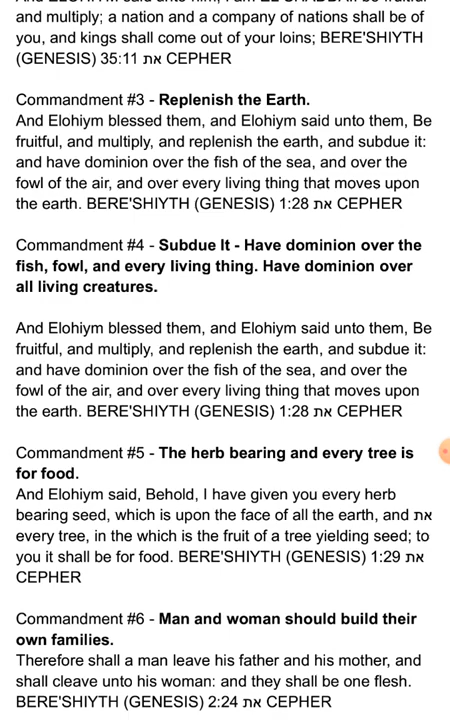 and multiply; a nation and a company of nations shall be of
you, and kings shall come out of your loins; BERE'SHIYTH
(GENESIS) 35:11 את CEPHER
Commandment #3 - Replenish the Earth.
And Elohiym blessed them, and Elohiym said unto them, Be
fruitful, and multiply, and replenish the earth, and subdue it:
and have dominion over the fish of the sea, and over the
fowl of the air, and over every living thing that moves upon
the earth. BERE'SHIYTH (GENESIS) 1:28 את CEPHER
Commandment #4 - Subdue It - Have dominion over the
fish, fowl, and every living thing. Have dominion over
all living creatures.
And Elohiym blessed them, and Elohiym said unto them, Be
fruitful, and multiply, and replenish the earth, and subdue it:
and have dominion over the fish of the sea, and over the
fowl of the air, and over every living thing that moves upon
the earth. BERE'SHIYTH (GENESIS) 1:28 את CEPHER
Commandment #5 - The herb bearing and every tree is
for food.
And Elohiym said, Behold, I have given you every herb
bearing seed, which is upon the face of all the earth, and את
every tree, in the which is the fruit of a tree yielding seed; to
you it shall be for food. BERE'SHIYTH (GENESIS) 1:29 את
CEPHER
Commandment #6 - Man and woman should build their
own families.
Therefore shall a man leave his father and his mother, and
shall cleave unto his woman: and they shall be one flesh.
BERE'SHIYTH (GENESIS) 2:24 את CEPHER